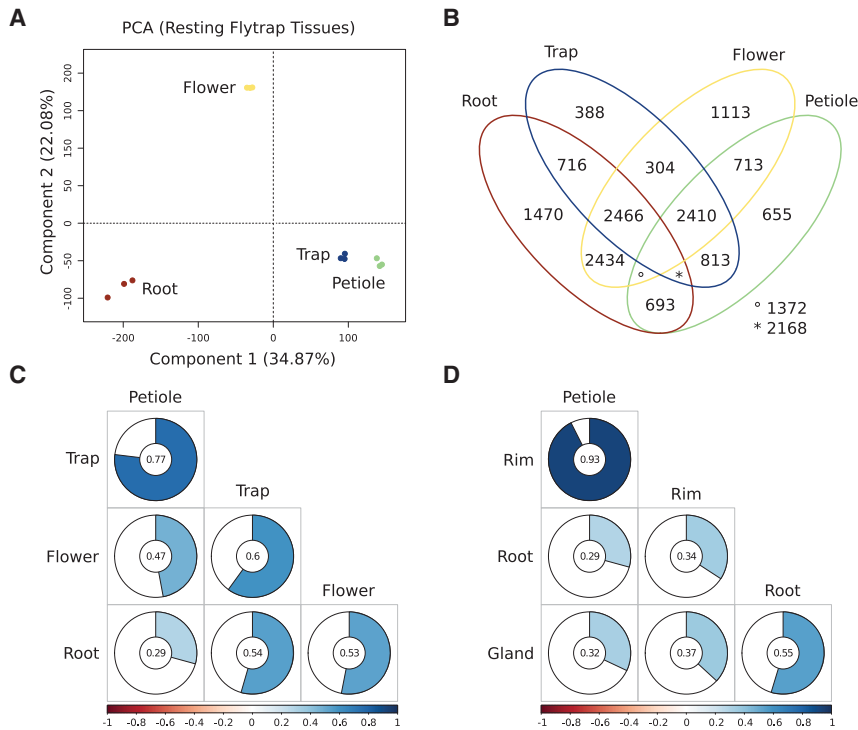 A
PCA (Resting Flytrap Tissues)
Component 2 (22.08%)
200
100
150
50
0
-50
-100
Flower
Trap
Petiole
Root
-200
-100
0
100
Component 1 (34.87%)
B
Trap
Flower
Root
Petiole
388
1113
716
304
713
1470
2466
2410
655
2434
° * 813
693
° 1372
* 2168
C
Petiole
Trap
0.77
Trap
Flower
0.47
0.6
Flower
Root
0.29
0.54
0.53
-1 -0.8 -0.6 -0.4 -0.2 0 0.2 0.4 0.6 0.8 1
D
Petiole
Rim
0.93
Rim
Root
0.29
0.34
Root
Gland
0.32
0.37
0.55
-1 -0.8 -0.6 -0.4 -0.2 0 0.2 0.4 0.6 0.8 1